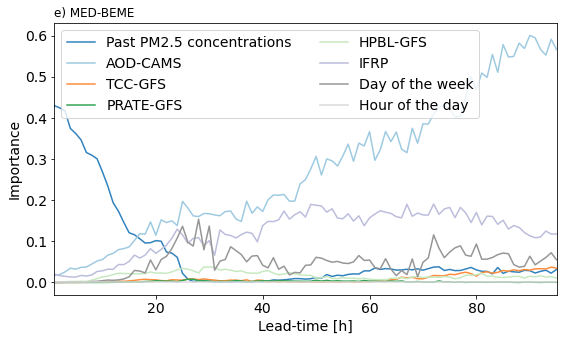 e) MED-BEME
Past PM2.5 concentrations
AOD-CAMS
TCC-GFS
PRATE-GFS
HPBL-GFS
IFRP
Day of the week
Hour of the day
Importance
0.6
0.5
0.4
0.3
0.2
0.1
0.0
20
40
60
80
Lead-time [h]